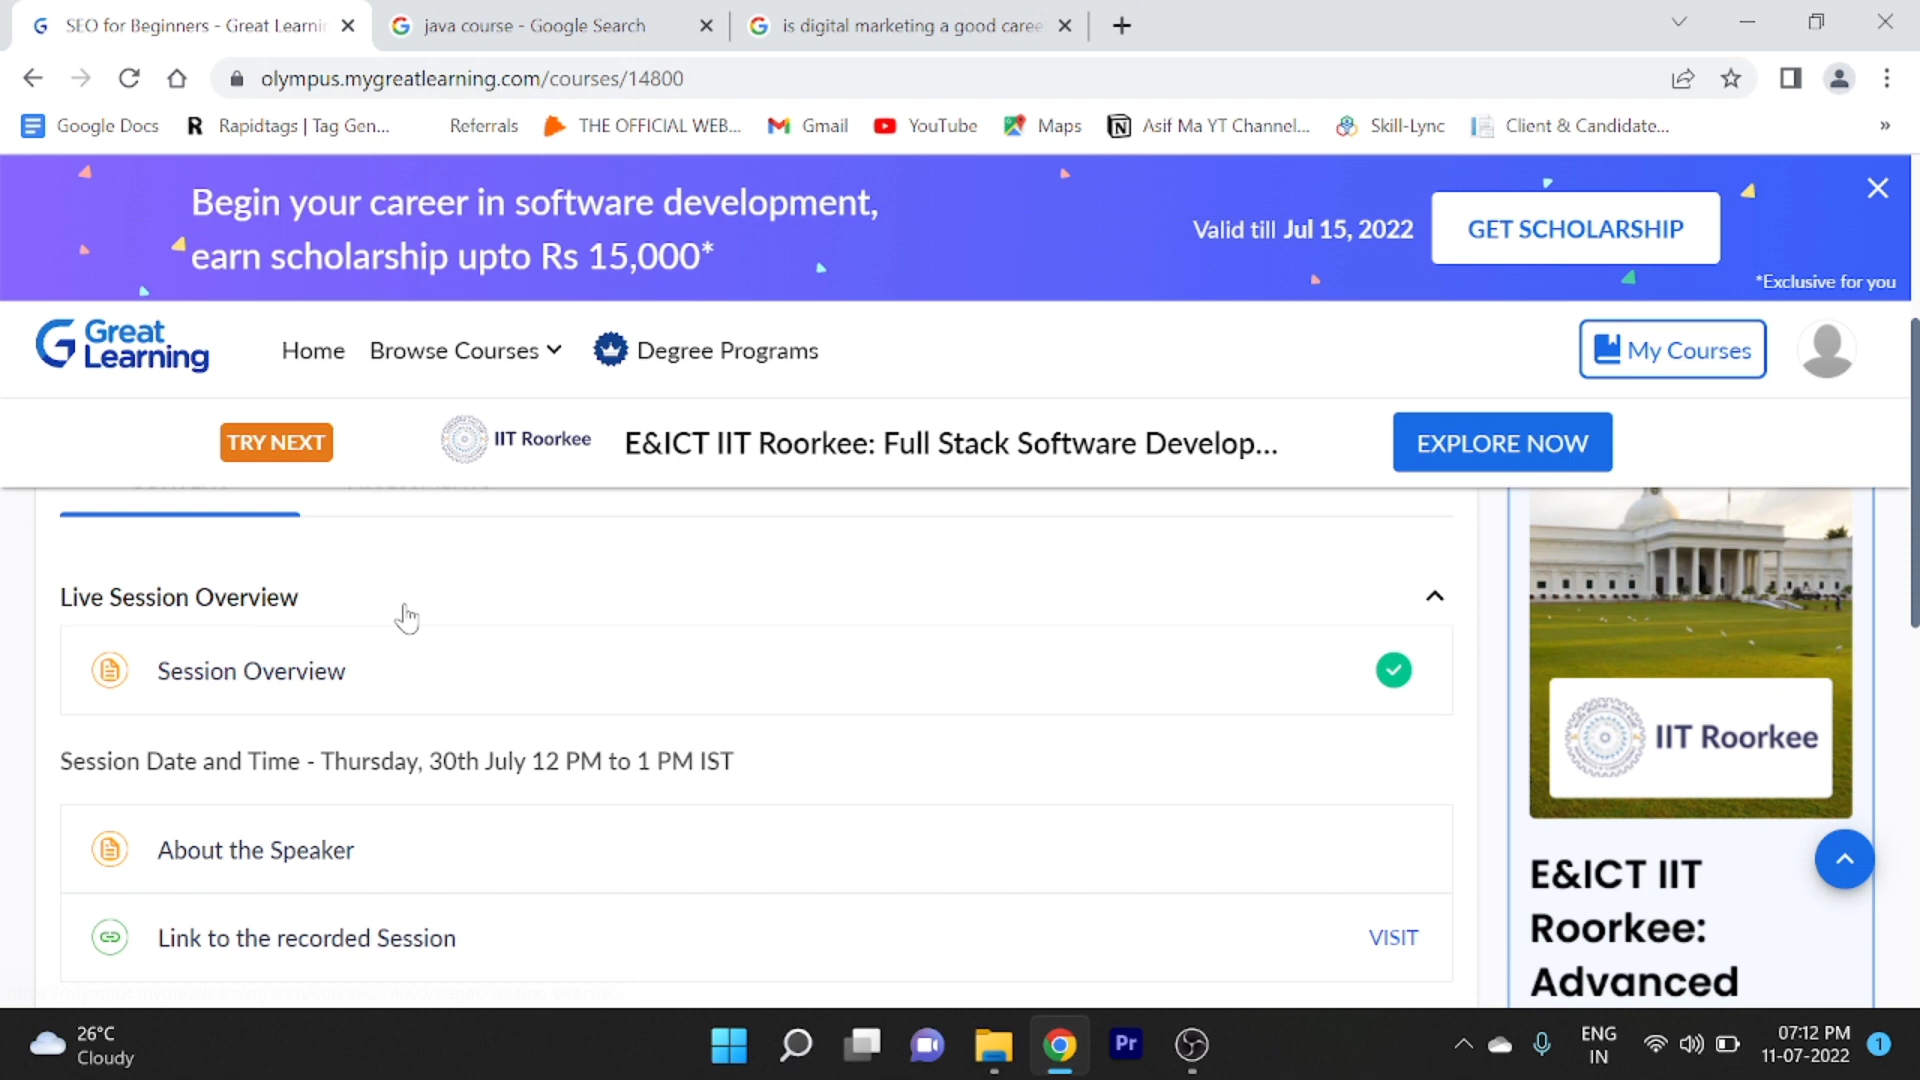 SEO for Beginners - Great Learnin
java course - Google Search
is digital marketing a good caree
olympus.mygreatlearning.com/courses/14800
Google Docs
Rapidtags | Tag Gen...
Referrals
THE OFFICIAL WEB...
Gmail
YouTube
Maps
Asif Ma YT Channel...
Skill-Lync
Client & Candidate...
Begin your career in software development,
earn scholarship upto Rs 15,000*
Valid till Jul 15, 2022
GET SCHOLARSHIP
*Exclusive for you
Great
Learning
Home
Browse Courses
Degree Programs
My Courses
TRY NEXT
IIT Roorkee
E&ICT IIT Roorkee: Full Stack Software Develop...
EXPLORE NOW
Live Session Overview
Session Overview
Session Date and Time - Thursday, 30th July 12 PM to 1 PM IST
About the Speaker
Link to the recorded Session
VISIT
IIT Roorkee
E&ICT IIT
Roorkee:
Advanced
26°C
Cloudy
Pr
ENG
IN
07:12 PM
11-07-2022
1